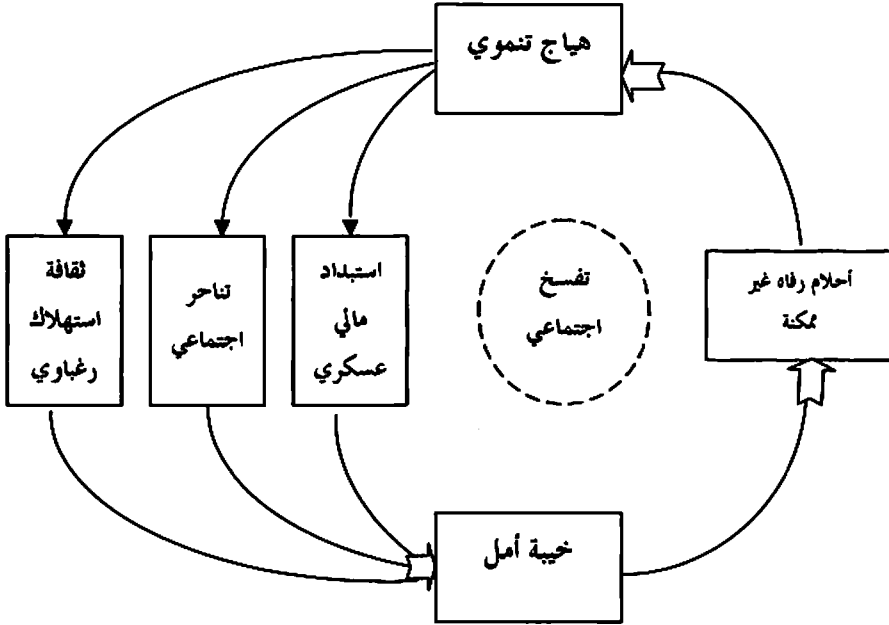 هياج تنموي
أحلام رفاه غير
ممكنة
تفسخ
اجتماعي
استبداد
مالي
عسكري
تناحر
اجتماعي
ثقافة
استهلاك
رغباوي
خيبة أمل